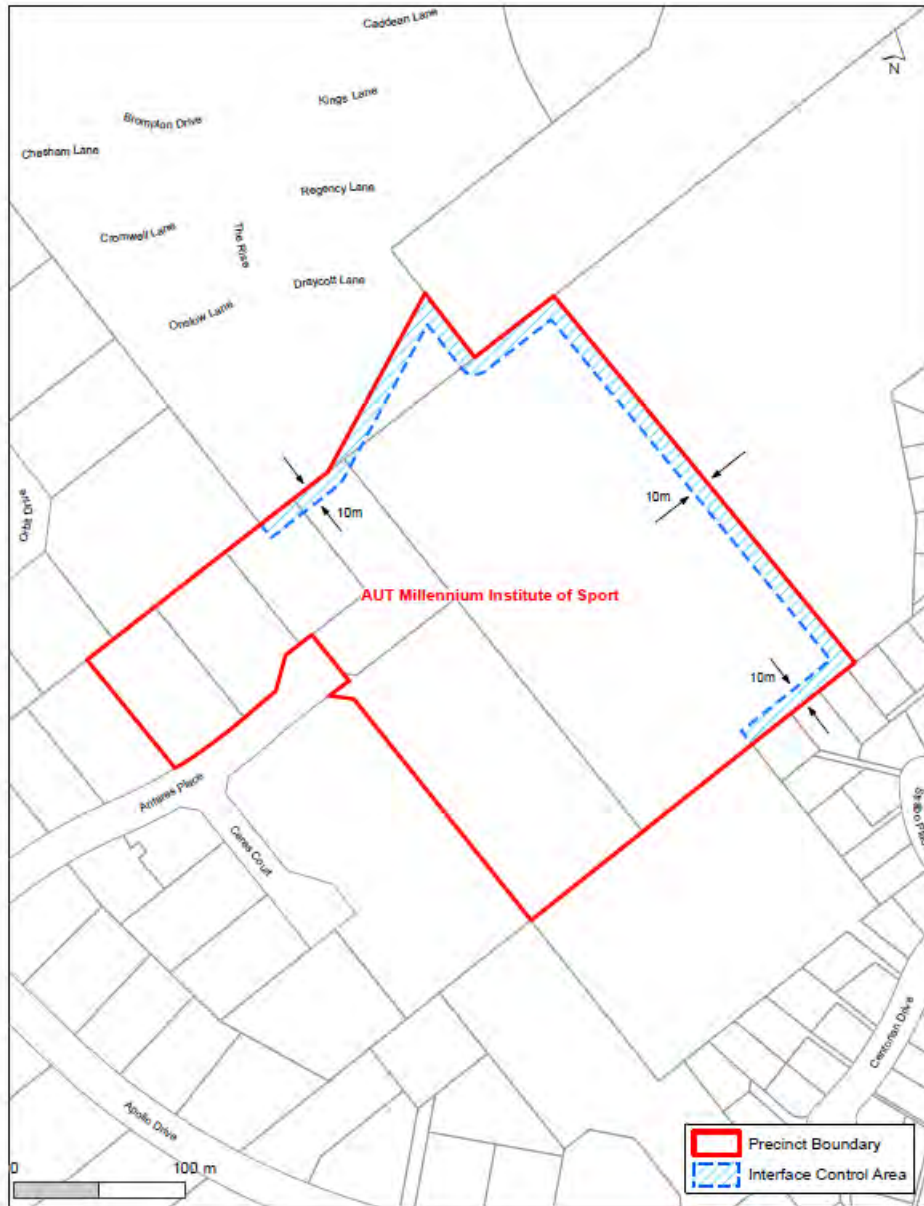 Caddean Lane
N
Kings Lane
Brompton Drive
Chesham Lane
Regency Lane
Cromwell Lane
The Rise
Draycott Lane
Onslow Lane
10m
10m
Orbit Drive
AUT Millennium Institute of Sport
10m
Antares Place
Ceres Court
Centorian Drive
Apollo Drive
Precinct Boundary
Interface Control Area
0 100 m